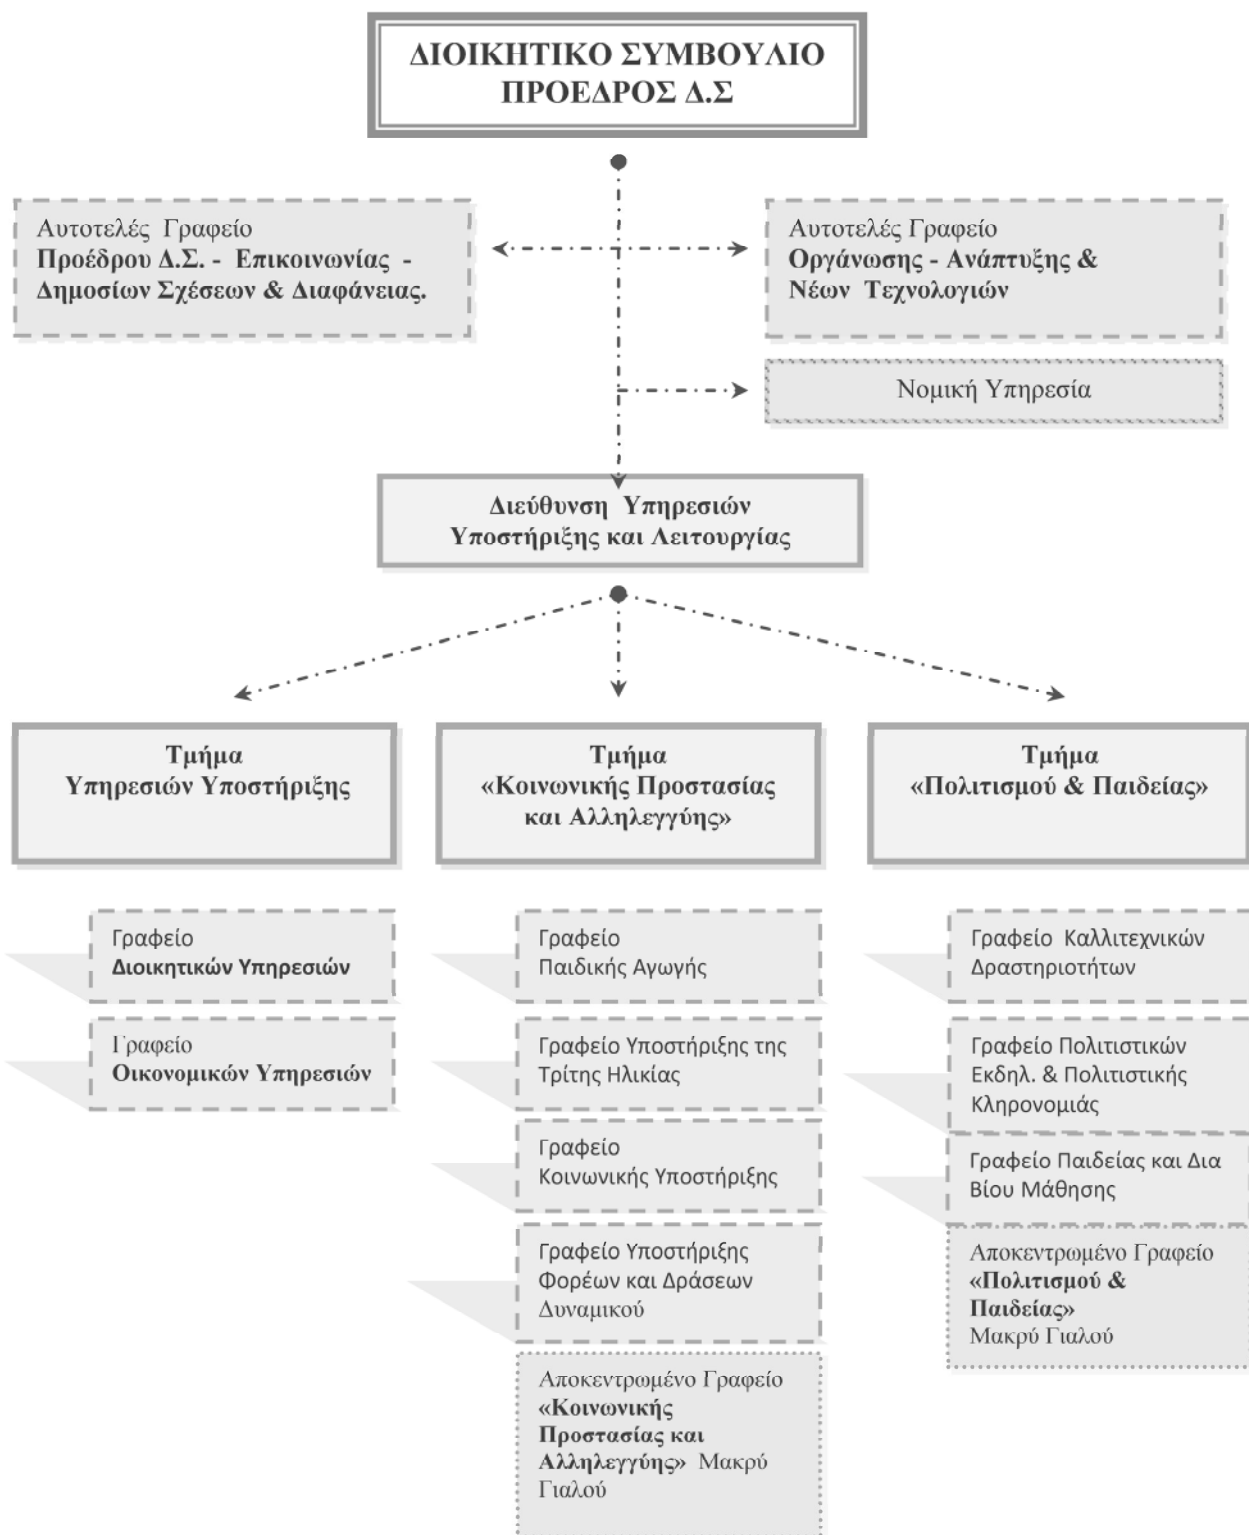 ΔΙΟΙΚΗΤΙΚΟ ΣΥΜΒΟΥΛΙΟ
ΠΡΟΕΔΡΟΣ Δ.Σ
Αυτοτελές Γραφείο
Προέδρου Δ.Σ. - Επικοινωνίας -
Δημοσίων Σχέσεων & Διαφάνειας.
Αυτοτελές Γραφείο
Οργάνωσης - Ανάπτυξης &
Νέων Τεχνολογιών
Νομική Υπηρεσία
Διεύθυνση Υπηρεσιών
Υποστήριξης και Λειτουργίας
Τμήμα
Υπηρεσιών Υποστήριξης
Τμήμα
«Κοινωνικής Προστασίας
και Αλληλεγγύης»
Τμήμα
«Πολιτισμού & Παιδείας»
Γραφείο
Διοικητικών Υπηρεσιών
Γραφείο
Οικονομικών Υπηρεσιών
Γραφείο
Παιδικής Αγωγής
Γραφείο Υποστήριξης της
Τρίτης Ηλικίας
Γραφείο
Κοινωνικής Υποστήριξης
Γραφείο Υποστήριξης
Φορέων και Δράσεων
Δυναμικού
Αποκεντρωμένο Γραφείο
«Κοινωνικής
Προστασίας και
Αλληλεγγύης» Μακρύ
Γιαλού
Γραφείο Καλλιτεχνικών
Δραστηριοτήτων
Γραφείο Πολιτιστικών
Εκδηλ. & Πολιτιστικής
Κληρονομιάς
Γραφείο Παιδείας και Δια
Βίου Μάθησης
Αποκεντρωμένο Γραφείο
«Πολιτισμού &
Παιδείας»
Μακρύ Γιαλού